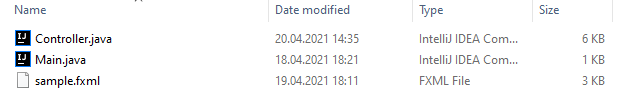 Name Date modified Type Size
Controller.java 20.04.2021 14:35 IntelliJ IDEA Com... 6 KB
Main.java 18.04.2021 18:21 IntelliJ IDEA Com... 1 KB
sample.fxml 19.04.2021 18:11 FXML File 3 KB